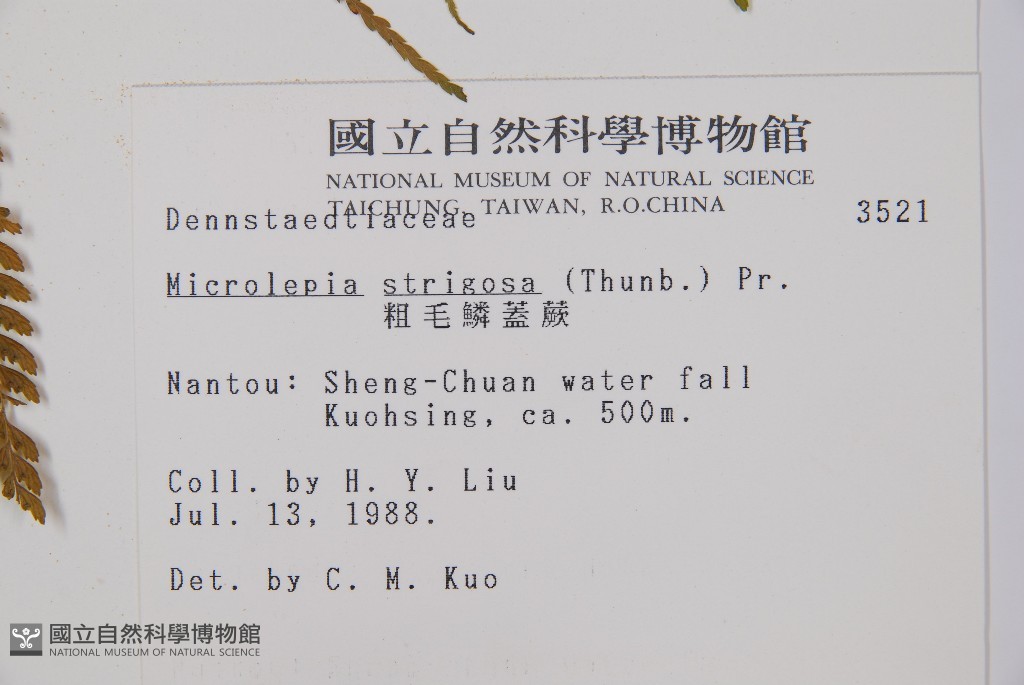 國立自然科學博物館
NATIONAL MUSEUM OF NATURAL SCIENCE
TAICHUNG, TAIWAN, R.O.CHINA
Dennstaedtiaceae 3521
Microlepia strigosa (Thunb.) Pr.
粗毛鱗蓋蕨
Nantou: Sheng-Chuan water fall
Kuohsing, ca. 500m.
Coll. by H. Y. Liu
Jul. 13, 1988.
Det. by C. M. Kuo
國立自然科學博物館
NATIONAL MUSEUM OF NATURAL SCIENCE